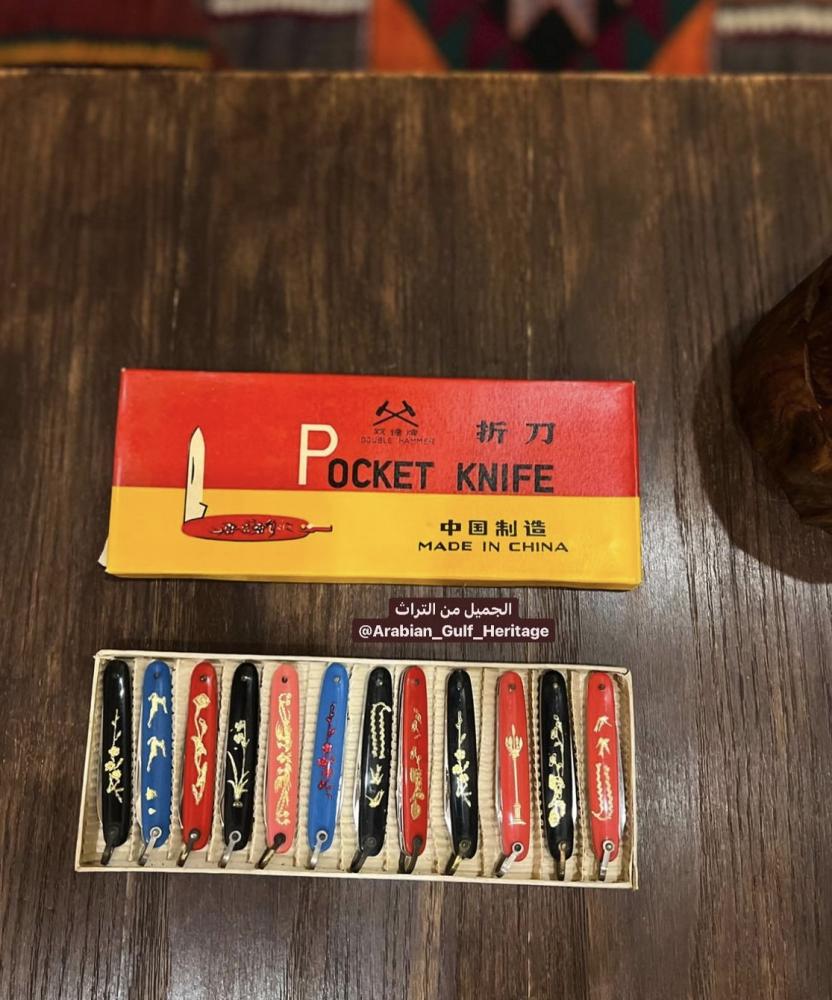 双锤牌
DOUBLE HAMMER
折刀
POCKET KNIFE
中国制造
MADE IN CHINA
الجميل من التراث
@Arabian_Gulf_Heritage